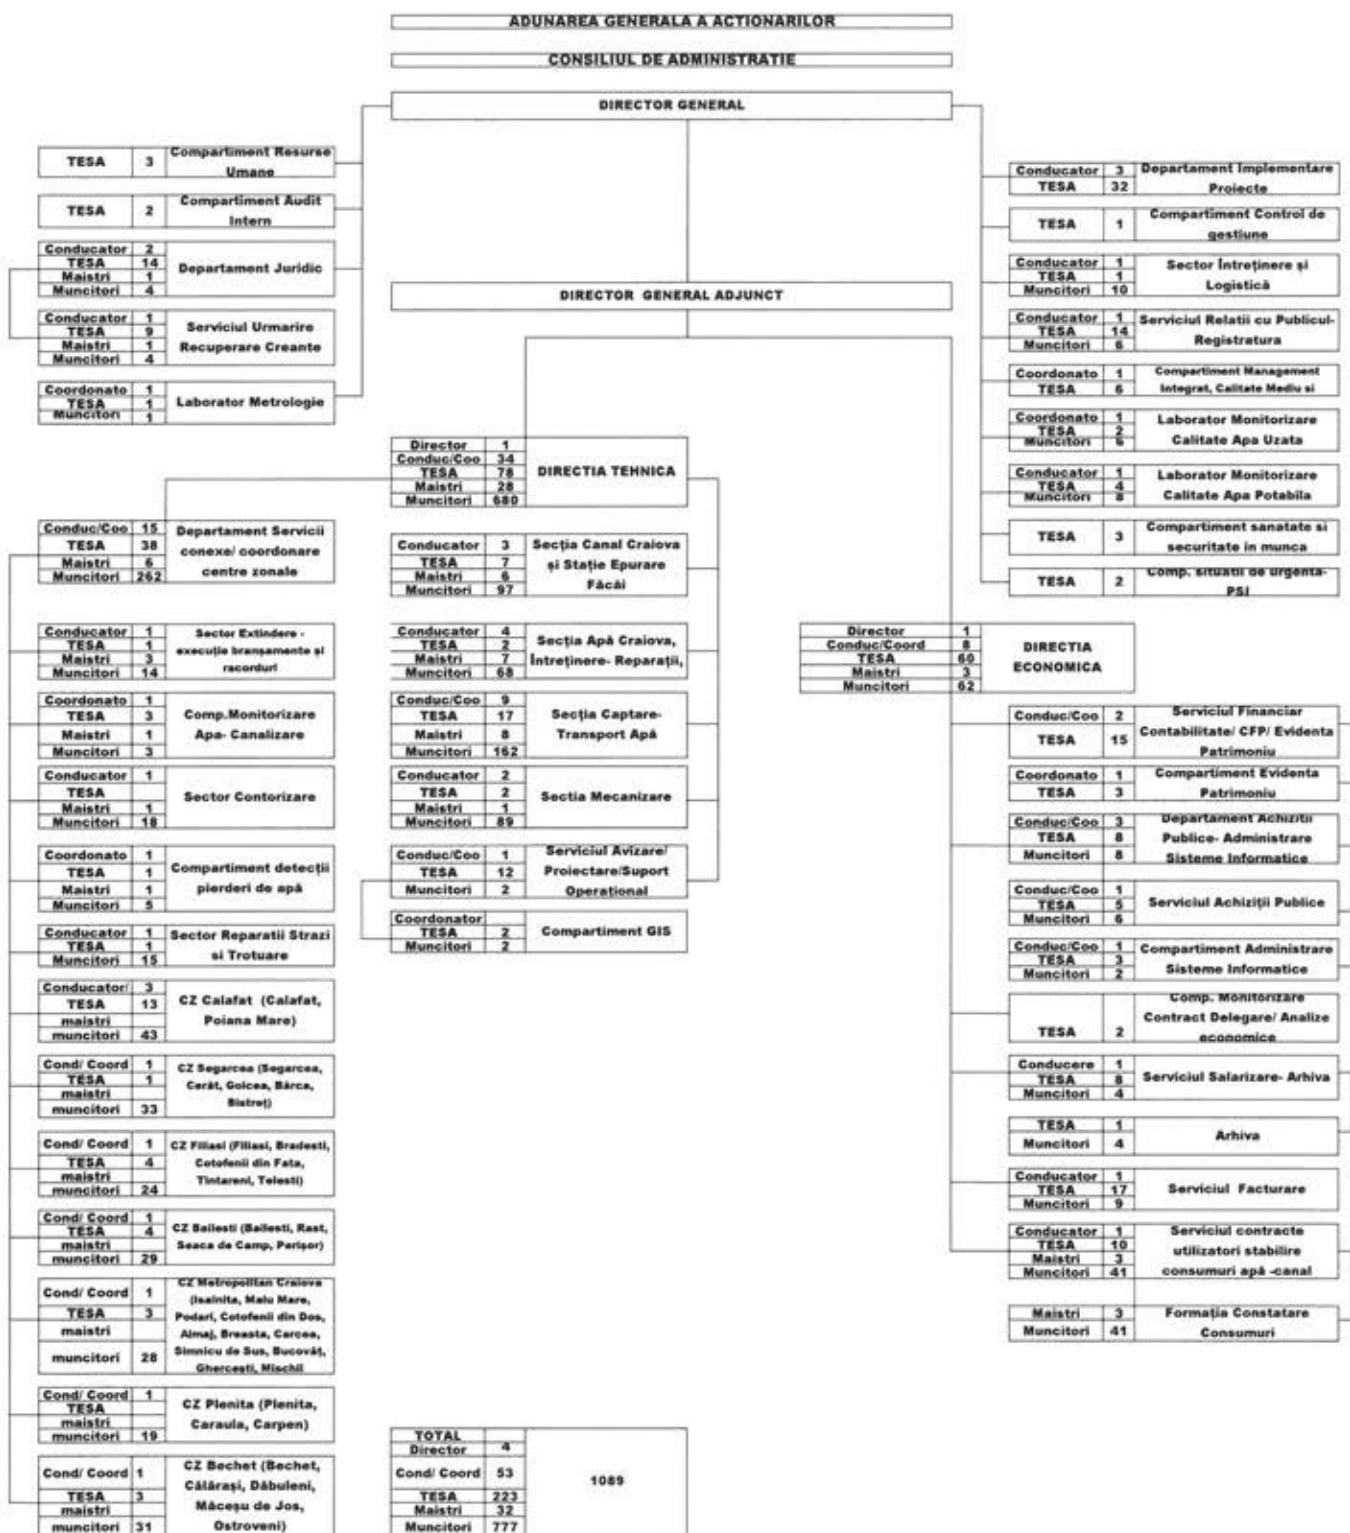 ADUNAREA GENERALA A ACTIONARILOR
CONSILIUL DE ADMINISTRATIE
DIRECTOR GENERAL
TESA 3 Compartiment Resurse
Umane
TESA 2 Compartiment Audit
Intern
Conducator 2
TESA 14
Maistri 1
Muncitori 4
Departament Juridic
Conducator 1
TESA 9
Maistri 1
Muncitori 4
Serviciul Urmarire
Recuperare Creante
Coordonato 1
TESA 1
Muncitori 1
Laborator Metrologie
DIRECTOR GENERAL ADJUNCT
Conducator 3
TESA 32
Departament Implementare
Proiecte
TESA 1
Compartiment Control de
gestiune
Conducator 1
TESA 1
Muncitori 10
Sector Întreținere și
Logistică
Conducator 1
TESA 14
Muncitori 6
Serviciul Relatii cu Publicul-
Registratura
Coordonato 1
TESA 6
Compartiment Management
Integrat, Calitate Mediu si
Coordonato 1
TESA 2
Muncitori 6
Laborator Monitorizare
Calitate Apa Uzata
Conducator 1
TESA 4
Muncitori 8
Laborator Monitorizare
Calitate Apa Potabila
TESA 3
Compartiment sanatate si
securitate in munca
TESA 2
Comp. situatii de urgenta-
PSI
Director 1
Conduc/Coo 34
TESA 78
Maistri 28
Muncitori 680
DIRECTIA TEHNICA
Conduc/Coo 15
TESA 38
Maistri 6
Muncitori 262
Departament Servicii
conexe/ coordonare
centre zonale
Conducator 1
TESA 1
Maistri 3
Muncitori 14
Sector Extindere -
execuție branșamente și
racorduri
Coordonato 1
TESA 3
Maistri 1
Muncitori 3
Comp.Monitorizare
Apa- Canalizare
Conducator 1
TESA
Maistri 1
Muncitori 18
Sector Contorizare
Coordonato 1
TESA 1
Maistri 1
Muncitori 5
Compartiment detecții
pierderi de apă
Conducator 1
TESA 1
Muncitori 15
Sector Reparatii Strazi
si Trotuare
Conducator/ 3
TESA 13
maistri
muncitori 43
CZ Calafat (Calafat,
Poiana Mare)
Cond/ Coord 1
TESA 1
maistri
muncitori 33
CZ Segarcea (Segarcea,
Cerăt, Goicea, Bârca,
Bistreț)
Cond/ Coord 1
TESA 4
maistri
muncitori 24
CZ Filiasi (Filiasi, Bradesti,
Cotofenii din Fata,
Tintareni, Telesti)
Cond/ Coord 1
TESA 4
maistri
muncitori 29
CZ Bailesti (Bailesti, Rast,
Seaca de Camp, Perișor)
Cond/ Coord 1
TESA 3
maistri
muncitori 28
CZ Metropolitan Craiova
(Isalnita, Malu Mare,
Podari, Cotofenii din Dos,
Almaj, Breasta, Carcea,
Simnicu de Sus, Bucovăț,
Ghercesti, Mischii
Cond/ Coord 1
TESA
maistri
muncitori 19
CZ Plenita (Plenita,
Caraula, Carpen)
Cond/ Coord 1
TESA 3
maistri
muncitori 31
CZ Bechet (Bechet,
Călărași, Dăbuleni,
Măceșu de Jos,
Ostroveni)
Conducator 3
TESA 7
Maistri 6
Muncitori 97
Secția Canal Craiova
și Stație Epurare
Făcăi
Conducator 4
TESA 2
Maistri 7
Muncitori 68
Secția Apă Craiova,
Întreținere- Reparații,
Conduc/Coo 9
TESA 17
Maistri 8
Muncitori 162
Secția Captare-
Transport Apă
Conducator 2
TESA 2
Maistri 1
Muncitori 89
Sectia Mecanizare
Conduc/Coo 1
TESA 12
Muncitori 2
Serviciul Avizare/
Proiectare/Suport
Operațional
Coordonator
TESA 2
Muncitori 2
Compartiment GIS
Director 1
Conduc/Coord 8
TESA 60
Maistri 3
Muncitori 62
DIRECTIA
ECONOMICA
Conduc/Coo 2
TESA 15
Serviciul Financiar
Contabilitate/ CFP/ Evidenta
Patrimoniu
Coordonato 1
TESA 3
Compartiment Evidenta
Patrimoniu
Conduc/Coo 3
TESA 8
Muncitori 8
Departament Achizitii
Publice- Administrare
Sisteme Informatice
Conduc/Coo 1
TESA 5
Muncitori 6
Serviciul Achiziții Publice
Conduc/Coo 1
TESA 3
Muncitori 2
Compartiment Administrare
Sisteme Informatice
TESA 2
Comp. Monitorizare
Contract Delegare/ Analize
economice
Conducere 1
TESA 8
Muncitori 4
Serviciul Salarizare- Arhiva
TESA 1
Muncitori 4
Arhiva
Conducator 1
TESA 17
Muncitori 9
Serviciul Facturare
Conducator 1
TESA 10
Maistri 3
Muncitori 41
Serviciul contracte
utilizatori stabilire
consumuri apă -canal
Maistri 3
Muncitori 41
Formația Constatare
Consumuri
TOTAL
Director 4
Cond/ Coord 53
TESA 223
Maistri 32
Muncitori 777
1089